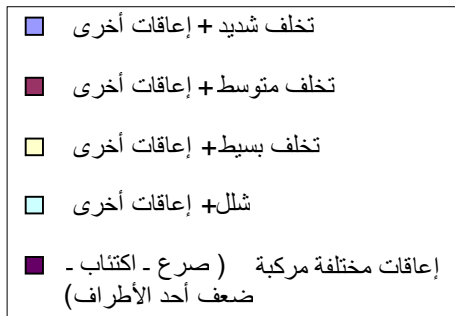 تخلف شديد + إعاقات أخرى
تخلف متوسط + إعاقات أخرى
تخلف بسيط+ إعاقات أخرى
شلل+ إعاقات أخرى
إعاقات مختلفة مركبة ( صرع ـ اكتئاب ـ
ضعف أحد الأطراف)